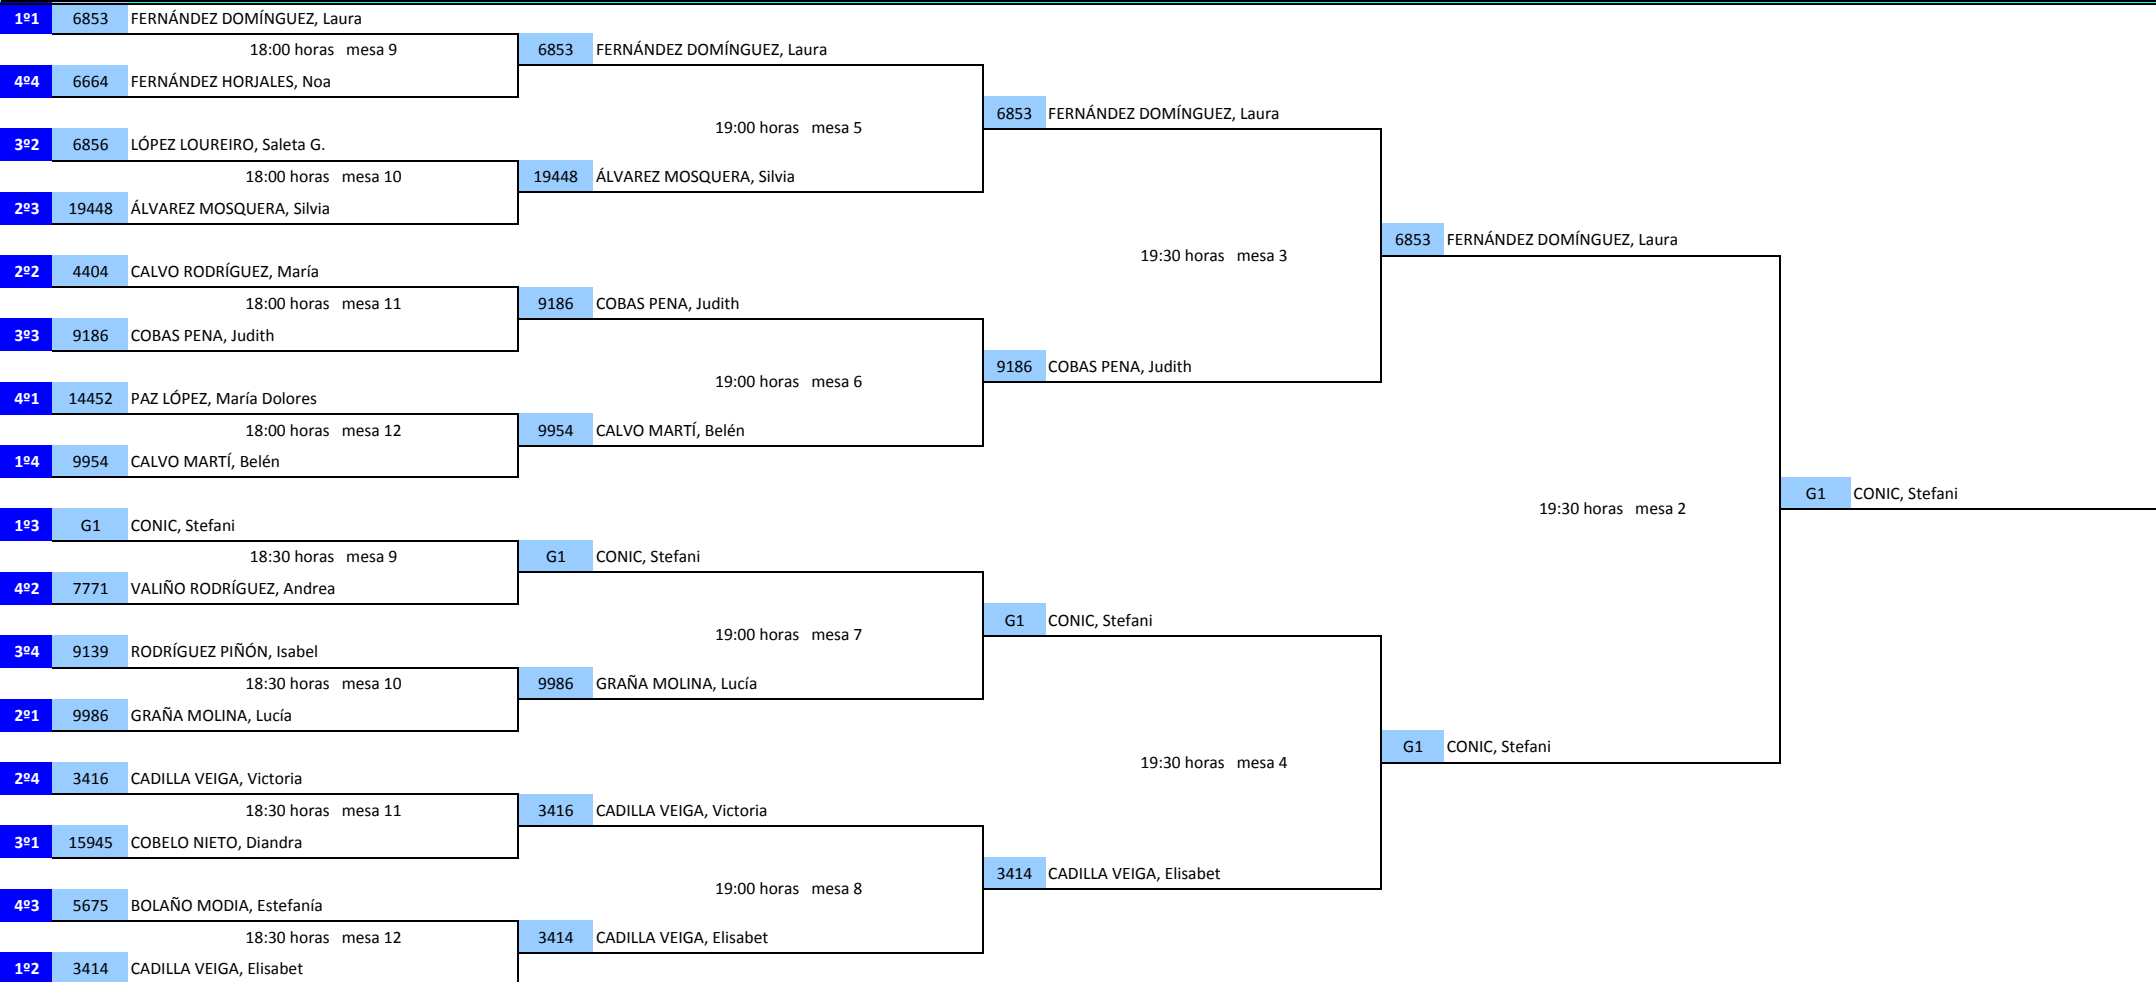 1º1 6853 FERNÁNDEZ DOMÍNGUEZ, Laura
18:00 horas mesa 9 6853 FERNÁNDEZ DOMÍNGUEZ, Laura
4º4 6664 FERNÁNDEZ HORJALES, Noa
6853 FERNÁNDEZ DOMÍNGUEZ, Laura
19:00 horas mesa 5
3º2 6856 LÓPEZ LOUREIRO, Saleta G.
18:00 horas mesa 10 19448 ÁLVAREZ MOSQUERA, Silvia
2º3 19448 ÁLVAREZ MOSQUERA, Silvia
6853 FERNÁNDEZ DOMÍNGUEZ, Laura
19:30 horas mesa 3
2º2 4404 CALVO RODRÍGUEZ, María
18:00 horas mesa 11 9186 COBAS PENA, Judith
3º3 9186 COBAS PENA, Judith
9186 COBAS PENA, Judith
19:00 horas mesa 6
4º1 14452 PAZ LÓPEZ, María Dolores
18:00 horas mesa 12 9954 CALVO MARTÍ, Belén
1º4 9954 CALVO MARTÍ, Belén
G1 CONIC, Stefani
19:30 horas mesa 2
1º3 G1 CONIC, Stefani
18:30 horas mesa 9 G1 CONIC, Stefani
4º2 7771 VALIÑO RODRÍGUEZ, Andrea
G1 CONIC, Stefani
19:00 horas mesa 7
3º4 9139 RODRÍGUEZ PIÑÓN, Isabel
18:30 horas mesa 10 9986 GRAÑA MOLINA, Lucía
2º1 9986 GRAÑA MOLINA, Lucía
G1 CONIC, Stefani
19:30 horas mesa 4
2º4 3416 CADILLA VEIGA, Victoria
18:30 horas mesa 11 3416 CADILLA VEIGA, Victoria
3º1 15945 COBELO NIETO, Diandra
3414 CADILLA VEIGA, Elisabet
19:00 horas mesa 8
4º3 5675 BOLAÑO MODIA, Estefanía
18:30 horas mesa 12 3414 CADILLA VEIGA, Elisabet
1º2 3414 CADILLA VEIGA, Elisabet